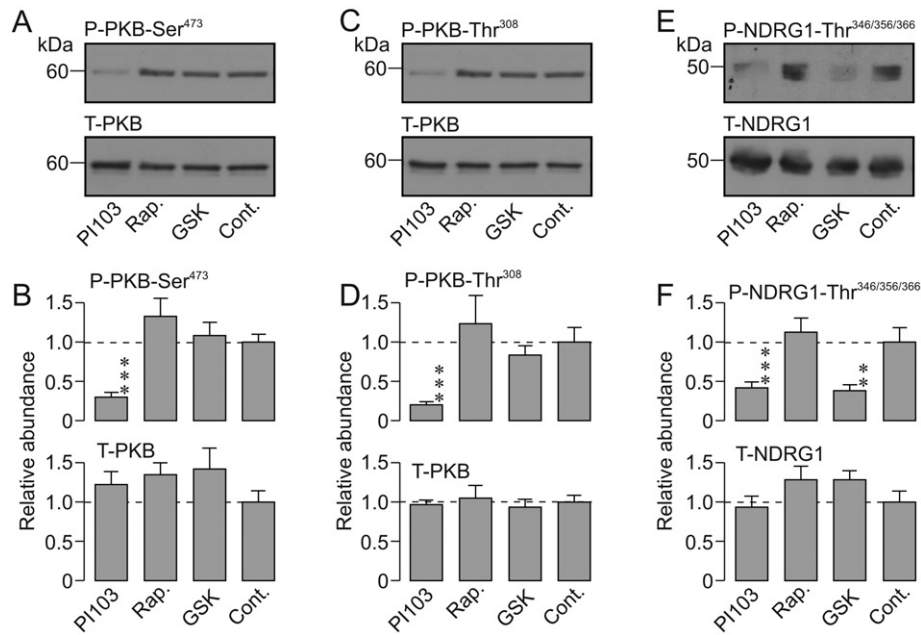 A
P-PKB-Ser473
kDa
60
T-PKB
60
PI103 Rap. GSK Cont.
C
P-PKB-Thr308
kDa
60
T-PKB
60
PI103 Rap. GSK Cont.
E
P-NDRG1-Thr346/356/366
kDa
50
T-NDRG1
50
PI103 Rap. GSK Cont.
B
P-PKB-Ser473
1.5
1.0
0.5
0
***
T-PKB
1.5
1.0
0.5
0
Relative abundance
PI103 Rap. GSK Cont.
D
P-PKB-Thr308
1.5
1.0
0.5
0
***
T-PKB
1.5
1.0
0.5
0
Relative abundance
PI103 Rap. GSK Cont.
F
P-NDRG1-Thr346/356/366
1.5
1.0
0.5
0
***
**
T-NDRG1
1.5
1.0
0.5
0
Relative abundance
PI103 Rap. GSK Cont.